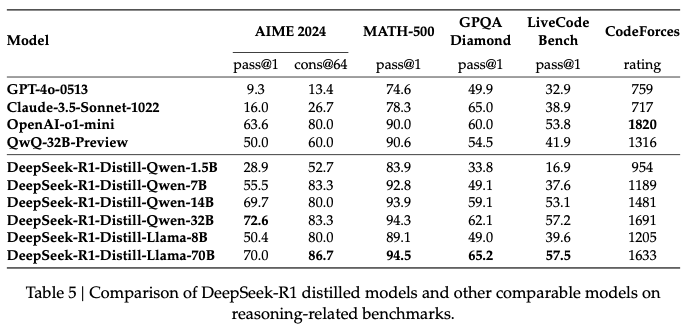 Model AIME 2024 MATH-500 GPQA Diamond LiveCode Bench CodeForces
pass@1 cons@64 pass@1 pass@1 pass@1 rating
GPT-4o-0513 9.3 13.4 74.6 49.9 32.9 759
Claude-3.5-Sonnet-1022 16.0 26.7 78.3 65.0 38.9 717
OpenAI-o1-mini 63.6 80.0 90.0 60.0 53.8 1820
QwQ-32B-Preview 50.0 60.0 90.6 54.5 41.9 1316
DeepSeek-R1-Distill-Qwen-1.5B 28.9 52.7 83.9 33.8 16.9 954
DeepSeek-R1-Distill-Qwen-7B 55.5 83.3 92.8 49.1 37.6 1189
DeepSeek-R1-Distill-Qwen-14B 69.7 80.0 93.9 59.1 53.1 1481
DeepSeek-R1-Distill-Qwen-32B 72.6 83.3 94.3 62.1 57.2 1691
DeepSeek-R1-Distill-Llama-8B 50.4 80.0 89.1 49.0 39.6 1205
DeepSeek-R1-Distill-Llama-70B 70.0 86.7 94.5 65.2 57.5 1633
Table 5 | Comparison of DeepSeek-R1 distilled models and other comparable models on
reasoning-related benchmarks.